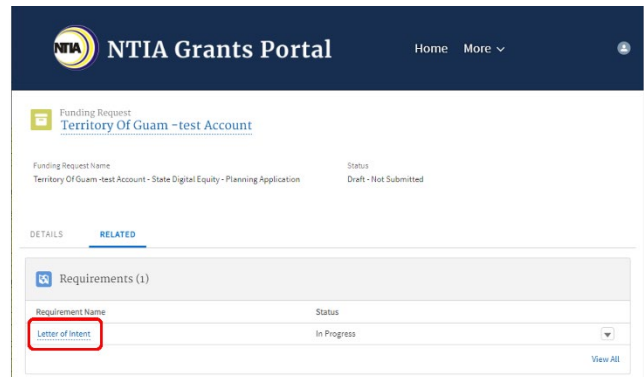 NTIA NTIA Grants Portal Home More
Funding Request
Territory Of Guam -test Account
Funding Request Name Status
Territory Of Guam -test Account - State Digital Equity - Planning Application Draft - Not Submitted
DETAILS RELATED
Requirements (1)
Requirement Name Status
Letter of Intent In Progress
View All